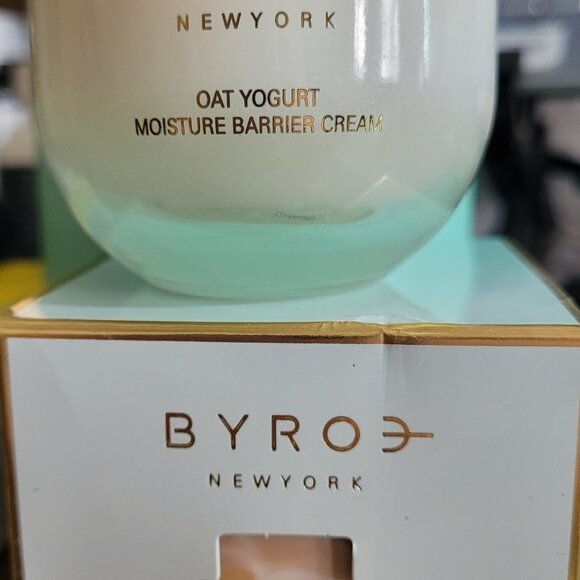 NEWYORK
OAT YOGURT
MOISTURE BARRIER CREAM
BYROE
NEWYORK